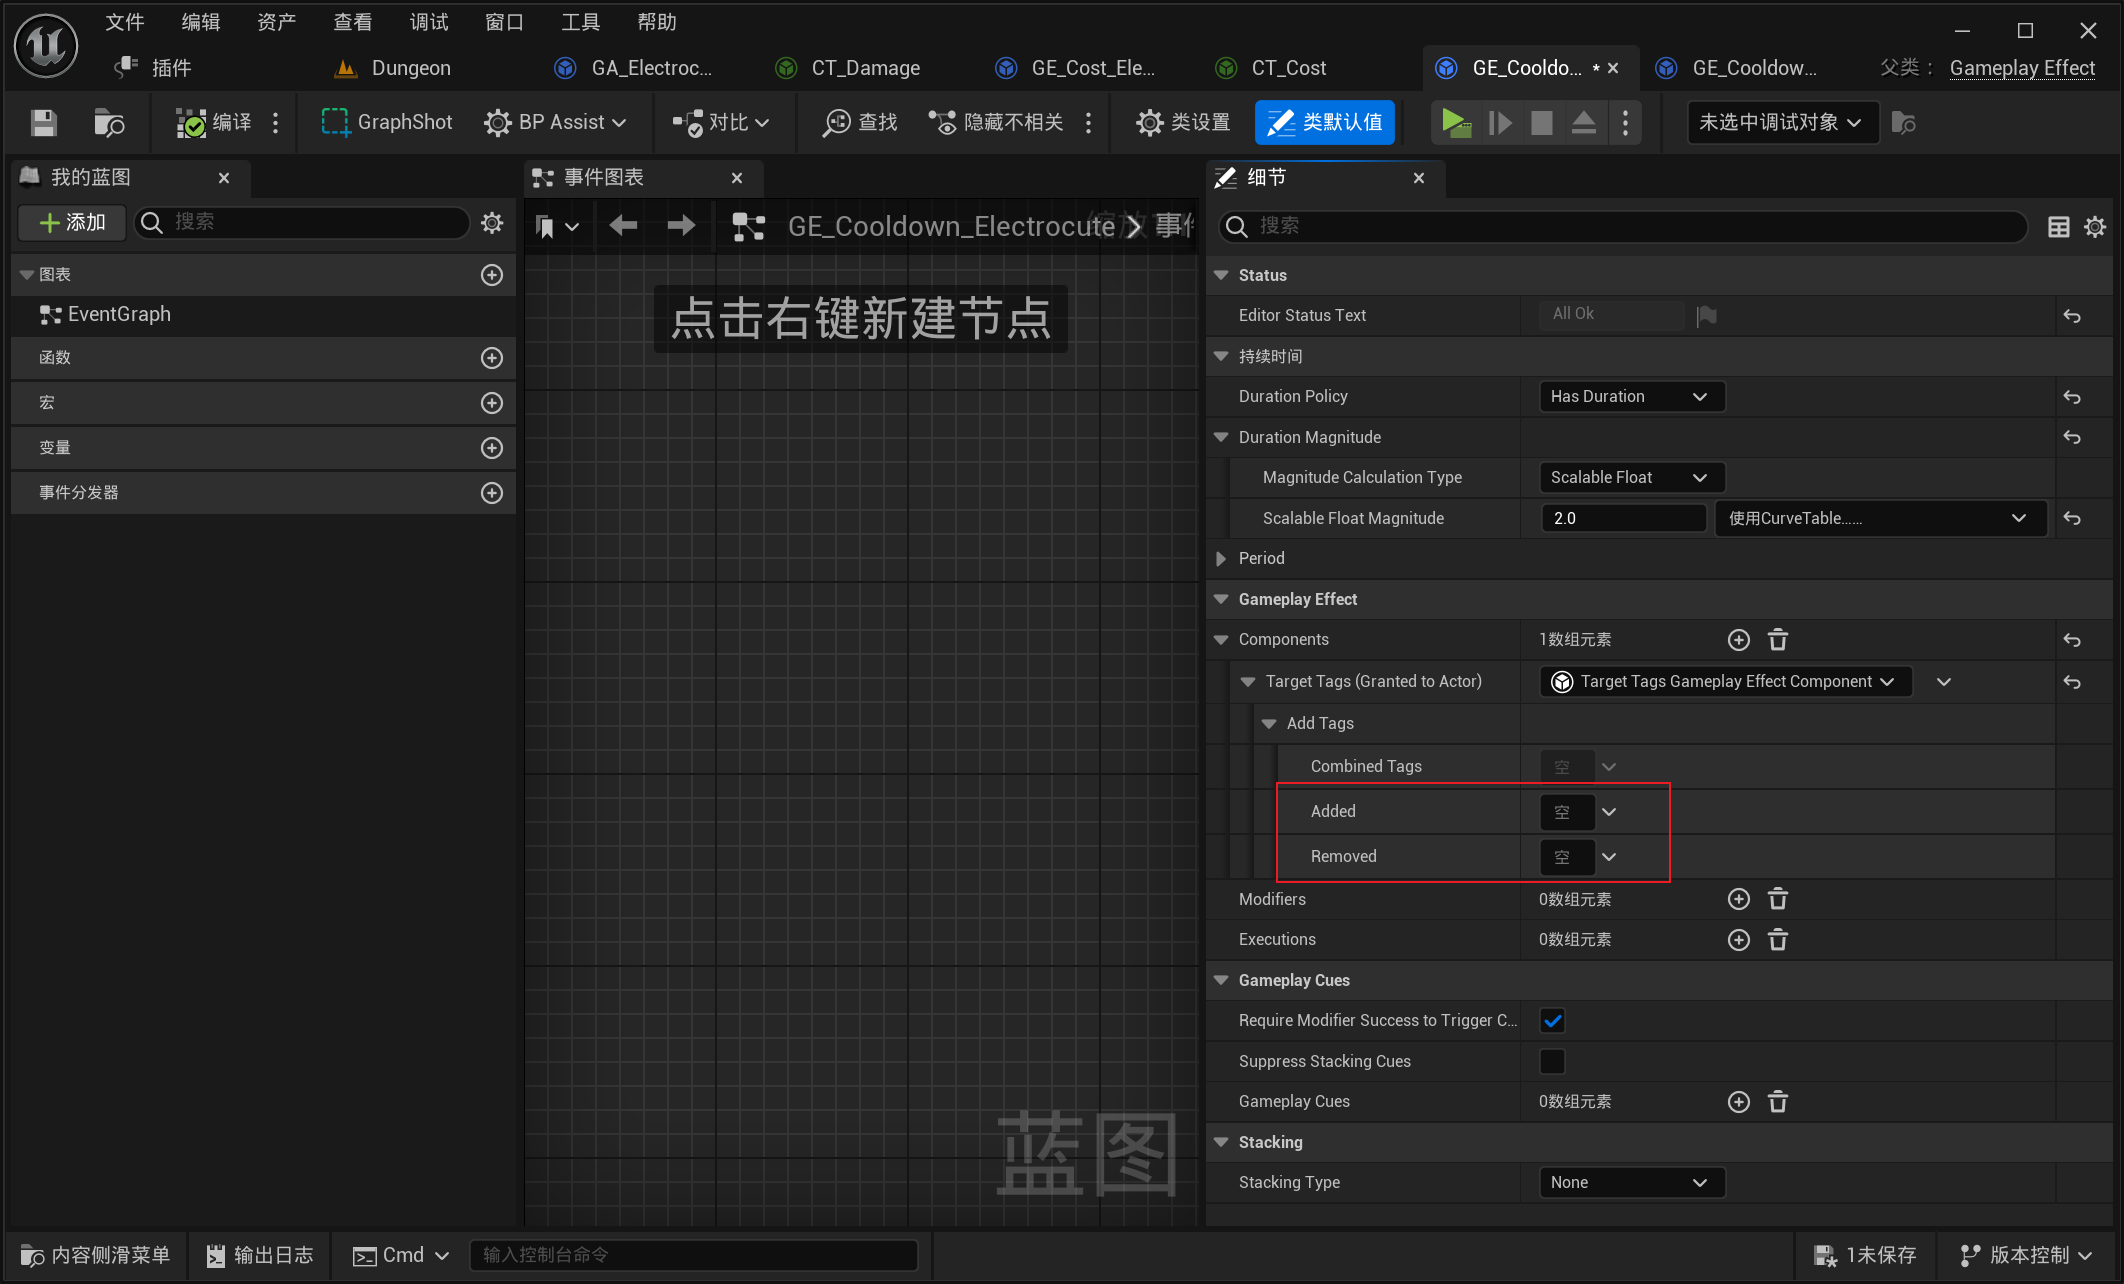 文件 编辑 资产 查看 调试 窗口 工具 帮助
插件 Dungeon GA_Electroc... CT_Damage GE_Cost_Ele... CT_Cost GE_Cooldo... * GE_Cooldow... 父类： Gameplay Effect
编译 GraphShot BP Assist 对比 查找 隐藏不相关 类设置 类默认值 未选中调试对象
我的蓝图
添加 搜索
图表
EventGraph
函数
宏
变量
事件分发器
事件图表
GE_Cooldown_Electrocute
点击右键新建节点
蓝图
细节
搜索
Status
Editor Status Text All Ok
持续时间
Duration Policy Has Duration
Duration Magnitude
Magnitude Calculation Type Scalable Float
Scalable Float Magnitude 2.0 使用CurveTable......
Period
Gameplay Effect
Components 1数组元素
Target Tags (Granted to Actor) Target Tags Gameplay Effect Component
Add Tags
Combined Tags 空
Added 空
Removed 空
Modifiers 0数组元素
Executions 0数组元素
Gameplay Cues
Require Modifier Success to Trigger C...
Suppress Stacking Cues
Gameplay Cues 0数组元素
Stacking
Stacking Type None
内容侧滑菜单 输出日志 Cmd 输入控制台命令 1未保存 版本控制